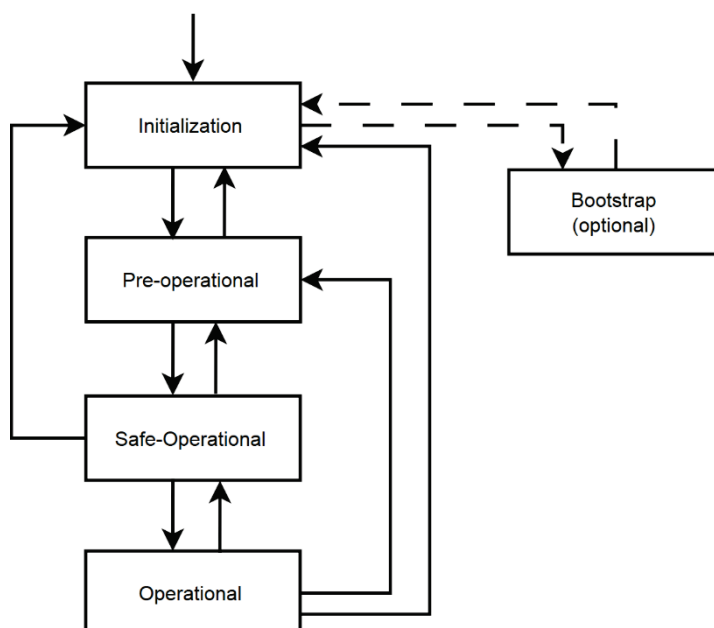 Initialization
Bootstrap
(optional)
Pre-operational
Safe-Operational
Operational